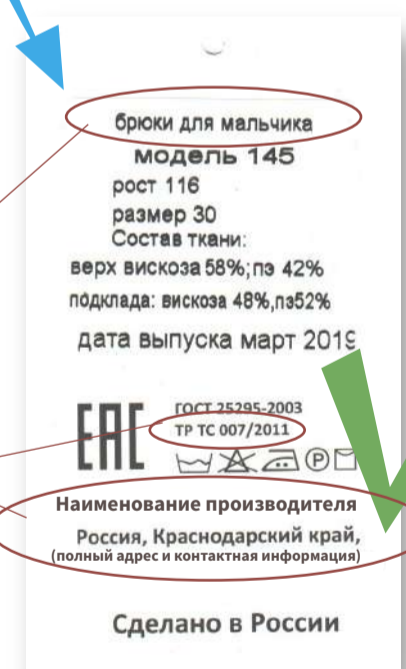 брюки для мальчика
модель 145
рост 116
размер 30
Состав ткани:
верх вискоза 58%; пэ 42%
подклада: вискоза 48%,пэ52%
дата выпуска март 2019
ЕАС
ГОСТ 25295-2003
ТР ТС 007/2011
P
Наименование производителя
Россия, Краснодарский край,
(полный адрес и контактная информация)
Сделано в России